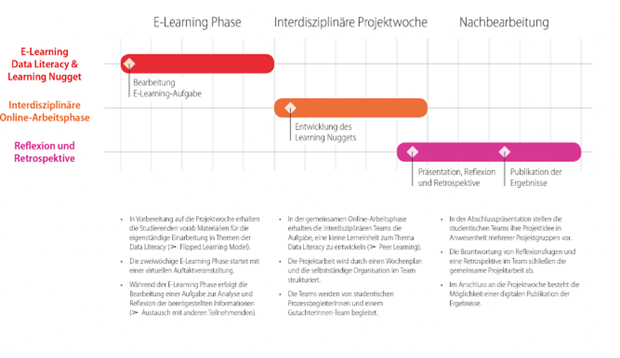 E-Learning Phase
Interdisziplinäre Projektwoche
Nachbearbeitung
E-Learning
Data Literacy &
Learning Nugget
Bearbeitung
E-Learning-Aufgabe
Interdisziplinäre
Online-Arbeitsphase
Entwicklung des
Learning Nuggets
Reflexion und
Retrospektive
Präsentation, Reflexion
und Retrospektive
Publikation der
Ergebnisse
• In Vorbereitung auf die Projektwoche erhalten
die Studierenden vorab Materialien für die
eigenständige Einarbeitung in Themen der
Data Literacy (➢ Flipped Learning Model).
• Die zweiwöchige E-Learning Phase startet mit
einer virtuellen Auftaktveranstaltung.
• Während der E-Learning Phase erfolgt die
Bearbeitung einer Aufgabe zur Analyse und
Reflexion der bereitgestellten Informationen
(➢ Austausch mit anderen Teilnehmenden).
• In der gemeinsamen Online-Arbeitsphase
erhalten die interdisziplinären Teams die
Aufgabe, eine kleine Lerneinheit zum Thema
Data Literacy zu entwickeln (➢ Peer Learning).
• Die Projektarbeit wird durch einen Wochenplan
und die selbstständige Organisation im Team
strukturiert.
• Die Teams werden von studentischen
ProzessbegleiterInnen und einem
GutachterInnen-Team begleitet.
• In der Abschlusspräsentation stellen die
studentischen Teams ihre Projektidee in
Anwesenheit mehrerer Projektgruppen vor.
• Die Beantwortung von Reflexionsfragen und
eine Retrospektive im Team schließen die
gemeinsame Projektarbeit ab.
• Im Anschluss an die Projektwoche besteht die
Möglichkeit einer digitalen Publikation der
Ergebnisse.